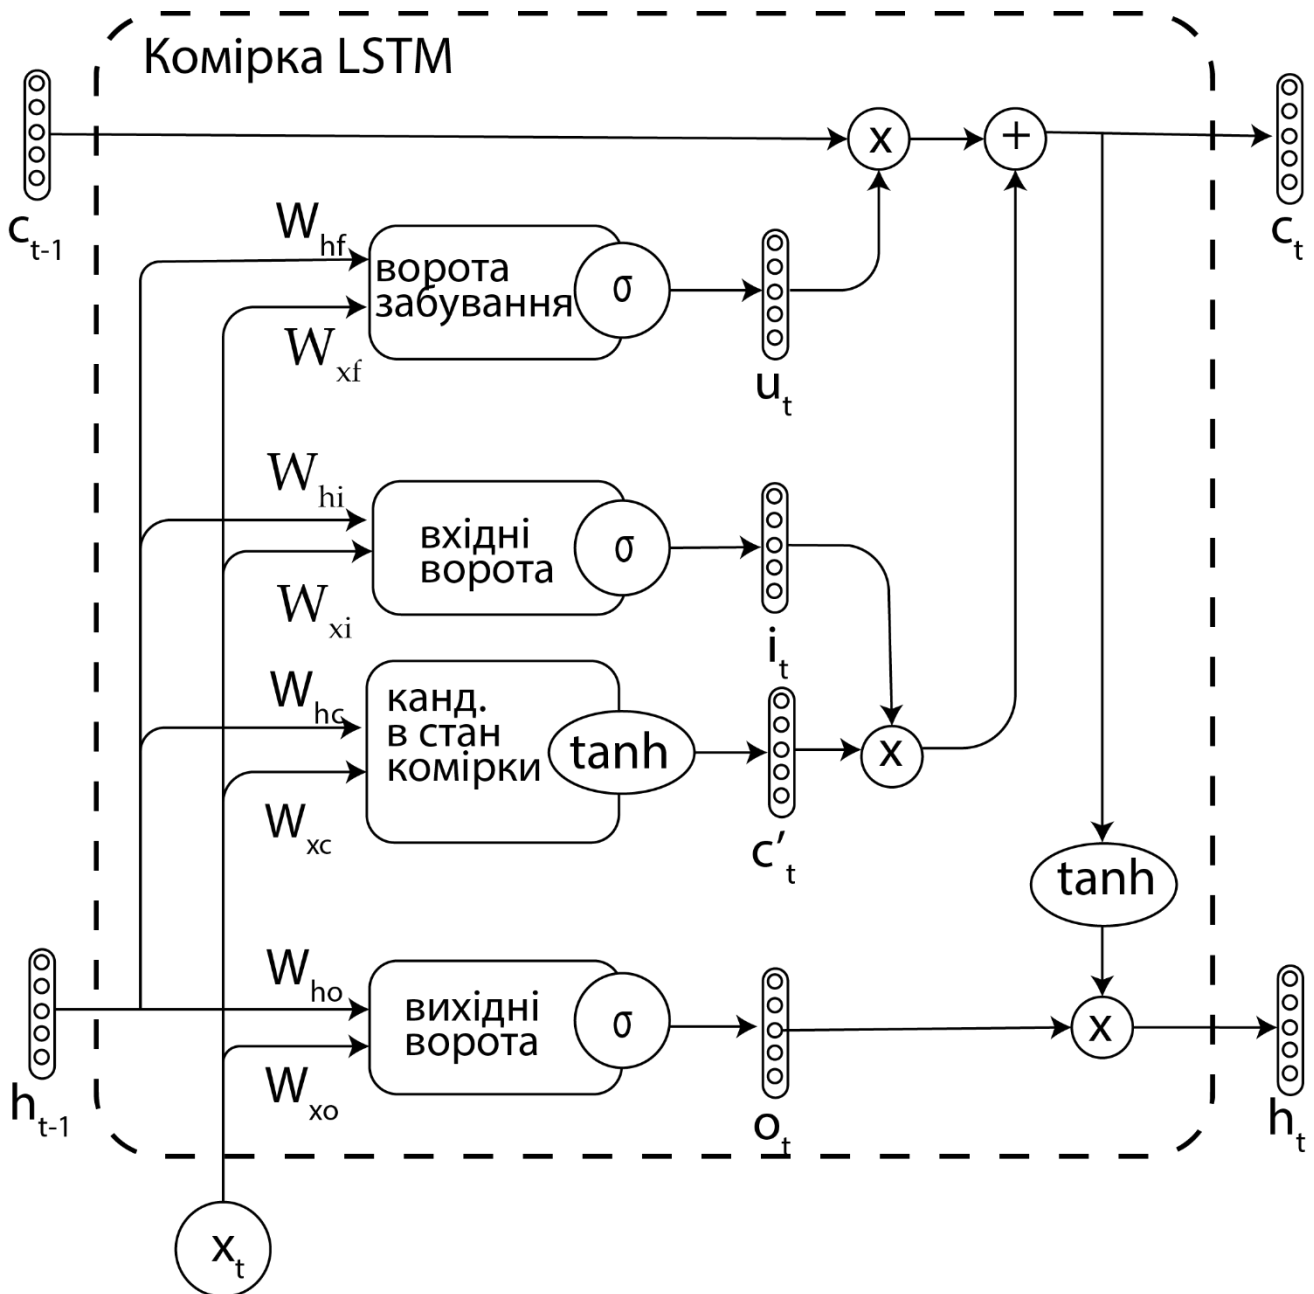 Комірка LSTM
c t-1
x
+
c t
W hf
ворота
забування
σ
W xf
u t
W hi
вхідні
ворота
σ
W xi
i t
W hc
канд.
в стан
комірки
tanh
x
W xc
c′ t
tanh
W ho
вихідні
ворота
σ
x
W xo
h t-1
o t
h t
x t